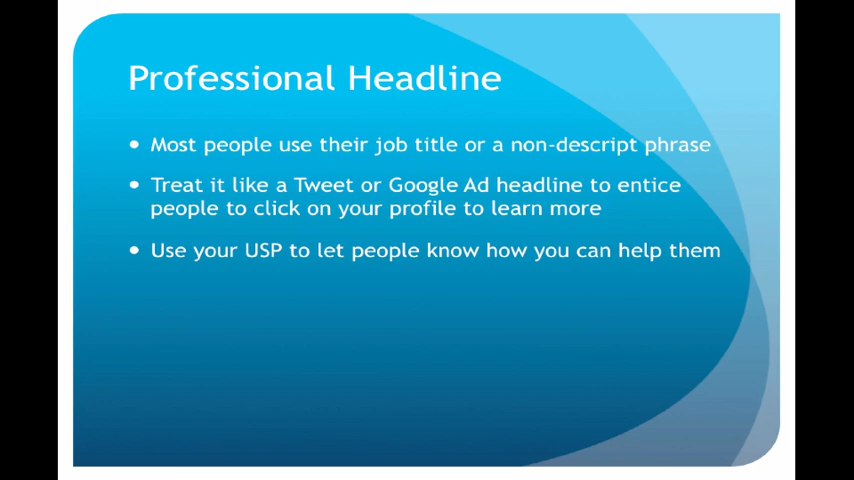 Professional Headline
• Most people use their job title or a non-descript phrase
• Treat it like a Tweet or Google Ad headline to entice
people to click on your profile to learn more
• Use your USP to let people know how you can help them